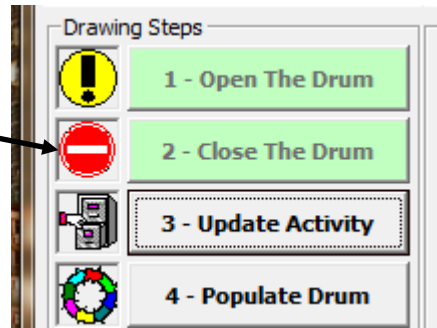 Drawing Steps
1 - Open The Drum
2 - Close The Drum
3 - Update Activity
4 - Populate Drum